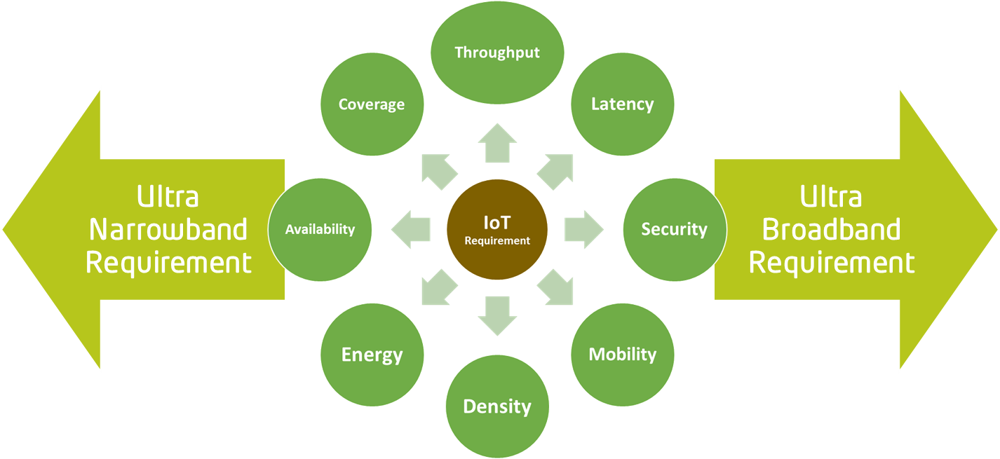 Throughput
Coverage
Latency
Ultra
Narrowband
Requirement
Availability
IoT
Requirement
Security
Ultra
Broadband
Requirement
Energy
Mobility
Density